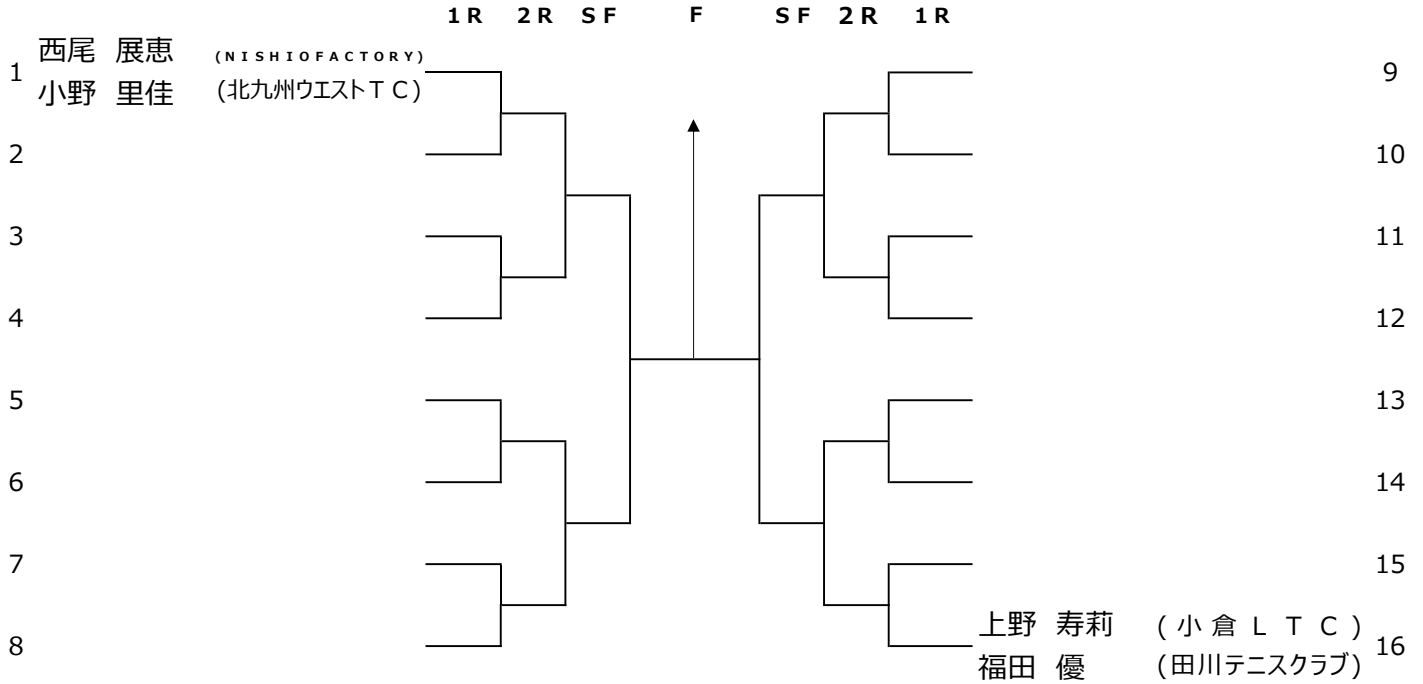 1R 2R SF F SF 2R 1R
西尾 展恵 (NISHIOFACTORY)
1 9
小野 里佳 (北九州ウエストTC)
2 10
3 11
4 12
5 13
6 14
7 15
上野 寿莉 (小倉LTC)
8 16
福田 優 (田川テニスクラブ)